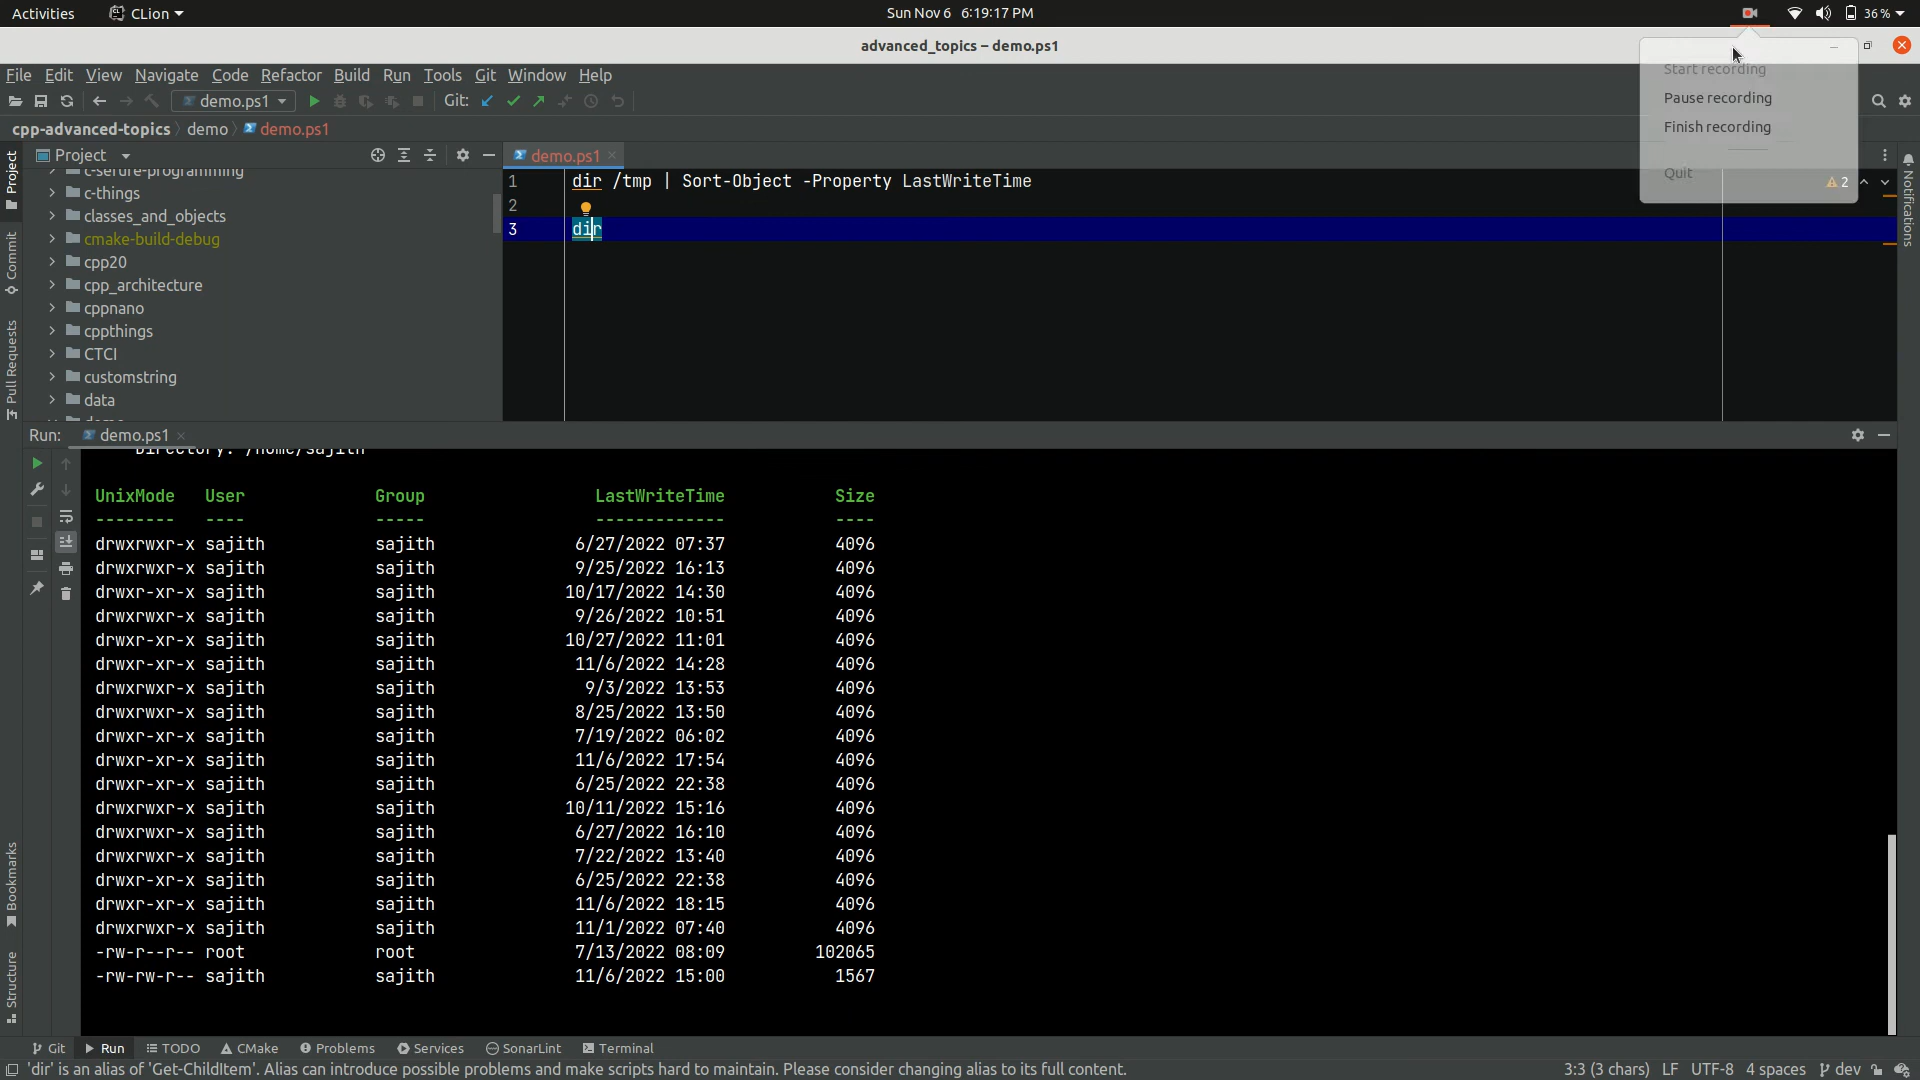 Activities CLion Sun Nov 6 6:19:17 PM 36 %
advanced_topics – demo.ps1
File Edit View Navigate Code Refactor Build Run Tools Git Window Help
Start recording
Pause recording
Finish recording
Quit
demo.ps1 Git:
cpp-advanced-topics demo demo.ps1
Project
demo.ps1
Project
Commit
Pull Requests
Bookmarks
Structure
Notifications
c-things
classes_and_objects
cmake-build-debug
cpp20
cpp_architecture
cppnano
cppthings
CTCI
customstring
data
1 dir /tmp | Sort-Object -Property LastWriteTime
2
3 dir
2
Run: demo.ps1
Directory: /home/sajith
UnixMode User Group LastWriteTime Size
-------- ---- ----- ------------- ----
drwxrwxr-x sajith sajith 6/27/2022 07:37 4096
drwxrwxr-x sajith sajith 9/25/2022 16:13 4096
drwxr-xr-x sajith sajith 10/17/2022 14:30 4096
drwxrwxr-x sajith sajith 9/26/2022 10:51 4096
drwxr-xr-x sajith sajith 10/27/2022 11:01 4096
drwxr-xr-x sajith sajith 11/6/2022 14:28 4096
drwxrwxr-x sajith sajith 9/3/2022 13:53 4096
drwxrwxr-x sajith sajith 8/25/2022 13:50 4096
drwxr-xr-x sajith sajith 7/19/2022 06:02 4096
drwxr-xr-x sajith sajith 11/6/2022 17:54 4096
drwxr-xr-x sajith sajith 6/25/2022 22:38 4096
drwxrwxr-x sajith sajith 10/11/2022 15:16 4096
drwxrwxr-x sajith sajith 6/27/2022 16:10 4096
drwxrwxr-x sajith sajith 7/22/2022 13:40 4096
drwxr-xr-x sajith sajith 6/25/2022 22:38 4096
drwxr-xr-x sajith sajith 11/6/2022 18:15 4096
drwxrwxr-x sajith sajith 11/1/2022 07:40 4096
-rw-r--r-- root root 7/13/2022 08:09 102065
-rw-rw-r-- sajith sajith 11/6/2022 15:00 1567
Git Run TODO CMake Problems Services SonarLint Terminal
'dir' is an alias of 'Get-ChildItem'. Alias can introduce possible problems and make scripts hard to maintain. Please consider changing alias to its full content. 3:3 (3 chars) LF UTF-8 4 spaces dev